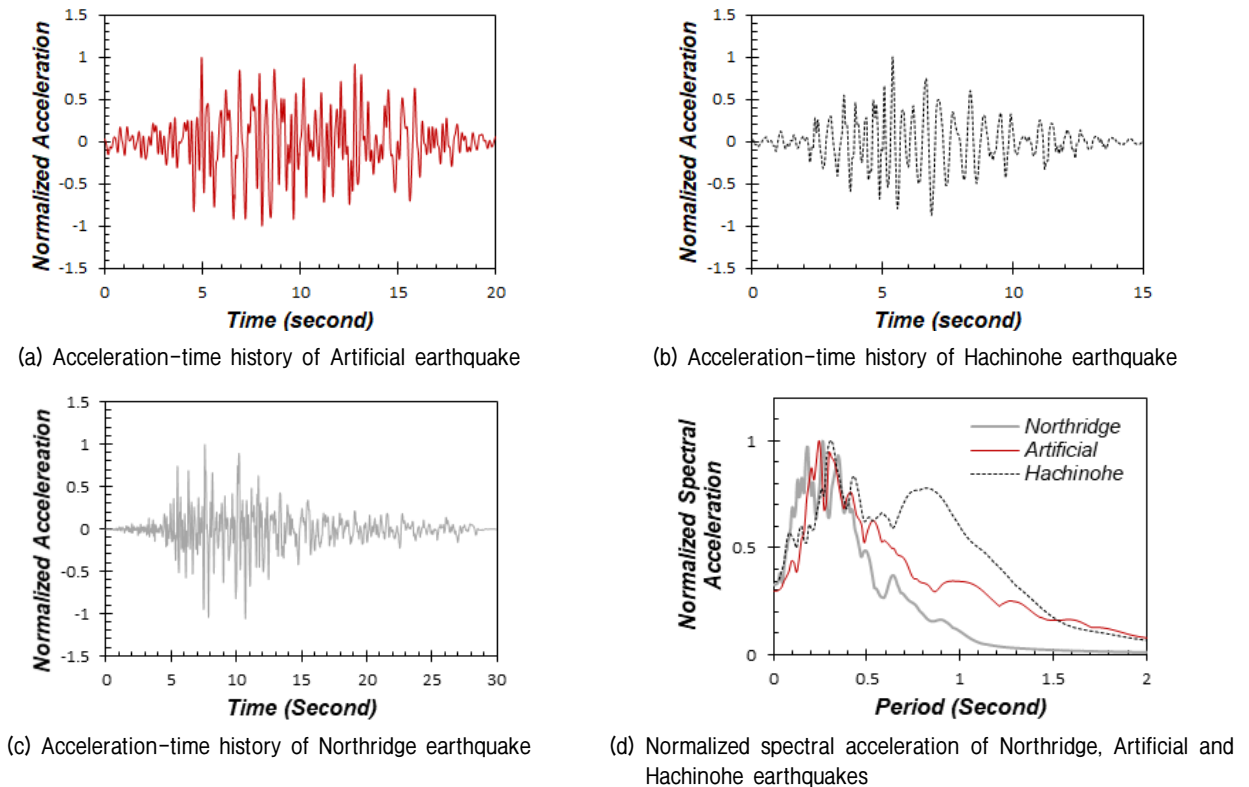 1.5
1
0.5
0
-0.5
-1
-1.5
Normalized Acceleration
0 5 10 15 20
Time (second)
(a) Acceleration-time history of Artificial earthquake
1.5
1
0.5
0
-0.5
-1
-1.5
Normalized Acceleration
0 5 10 15
Time (second)
(b) Acceleration-time history of Hachinohe earthquake
1.5
1
0.5
0
-0.5
-1
-1.5
Normalized Accelereation
0 5 10 15 20 25 30
Time (Second)
(c) Acceleration-time history of Northridge earthquake
1
0.5
0
Normalized Spectral
Acceleration
Northridge
Artificial
Hachinohe
0 0.5 1 1.5 2
Period (Second)
(d) Normalized spectral acceleration of Northridge, Artificial and
Hachinohe earthquakes